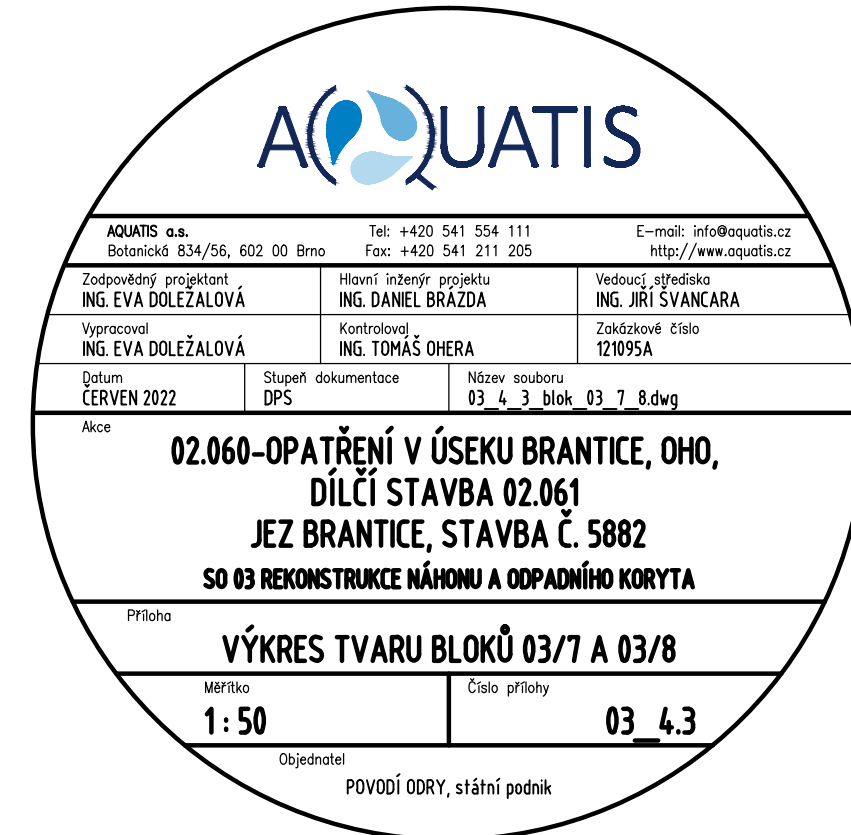 AQUATIS
AQUATIS a.s. Tel: +420 541 554 111 E-mail: info@aquatis.cz
Botanická 834/56, 602 00 Brno Fax: +420 541 211 205 http://www.aquatis.cz
Zodpovědný projektant Hlavní inženýr projektu Vedoucí střediska
ING. EVA DOLEŽALOVÁ ING. DANIEL BRÁZDA ING. JIŘÍ ŠVANCARA
Vypracoval Kontroloval Zakázkové číslo
ING. EVA DOLEŽALOVÁ ING. TOMÁŠ OHERA 121095A
Datum Stupeň dokumentace Název souboru
ČERVEN 2022 DPS 03_4_3_blok_03_7_8.dwg
Akce
02.060-OPATŘENÍ V ÚSEKU BRANTICE, OHO,
DÍLČÍ STAVBA 02.061
JEZ BRANTICE, STAVBA Č. 5882
SO 03 REKONSTRUKCE NÁHONU A ODPADNÍHO KORYTA
Příloha
VÝKRES TVARU BLOKŮ 03/7 A 03/8
Měřítko Číslo přílohy
1:50 03_4.3
Objednatel
POVODÍ ODRY, státní podnik